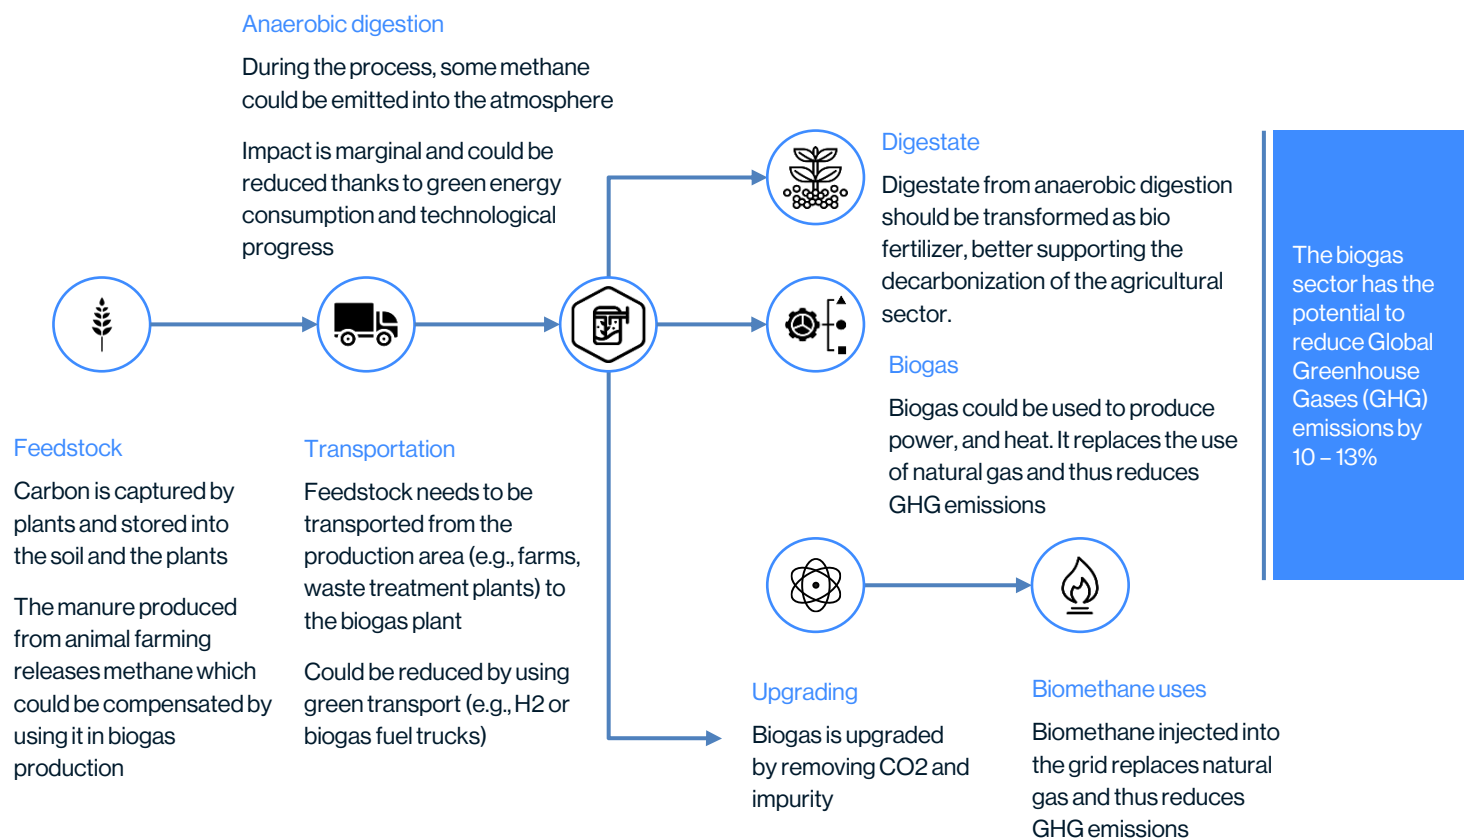 Anaerobic digestion
During the process, some methane
could be emitted into the atmosphere
Impact is marginal and could be
reduced thanks to green energy
consumption and technological
progress
Digestate
Digestate from anaerobic digestion
should be transformed as bio
fertilizer, better supporting the
decarbonization of the agricultural
sector.
Biogas
Biogas could be used to produce
power, and heat. It replaces the use
of natural gas and thus reduces
GHG emissions
The biogas
sector has the
potential to
reduce Global
Greenhouse
Gases (GHG)
emissions by
10 – 13%
Feedstock
Carbon is captured by
plants and stored into
the soil and the plants
The manure produced
from animal farming
releases methane which
could be compensated by
using it in biogas
production
Transportation
Feedstock needs to be
transported from the
production area (e.g., farms,
waste treatment plants) to
the biogas plant
Could be reduced by using
green transport (e.g., H2 or
biogas fuel trucks)
Upgrading
Biogas is upgraded
by removing CO2 and
impurity
Biomethane uses
Biomethane injected into
the grid replaces natural
gas and thus reduces
GHG emissions